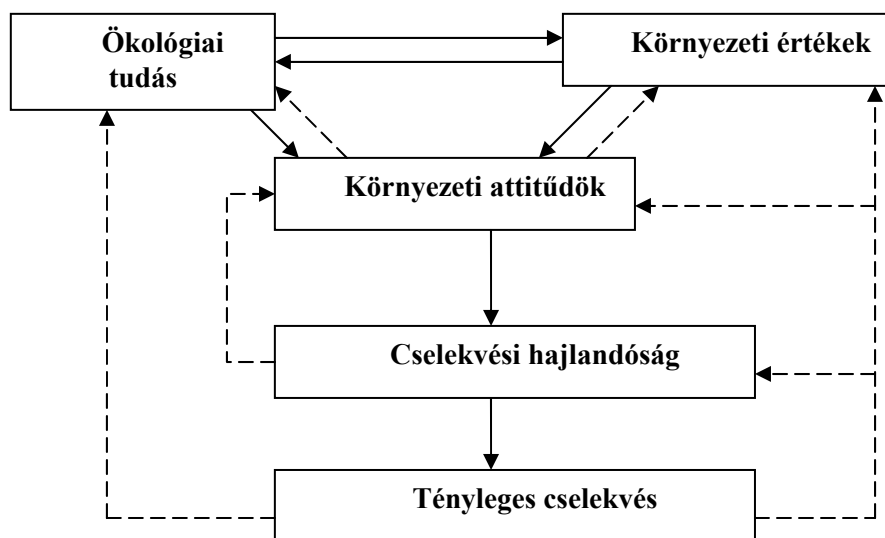 Ökológiai
tudás
Környezeti értékek
Környezeti attitűdök
Cselekvési hajlandóság
Tényleges cselekvés